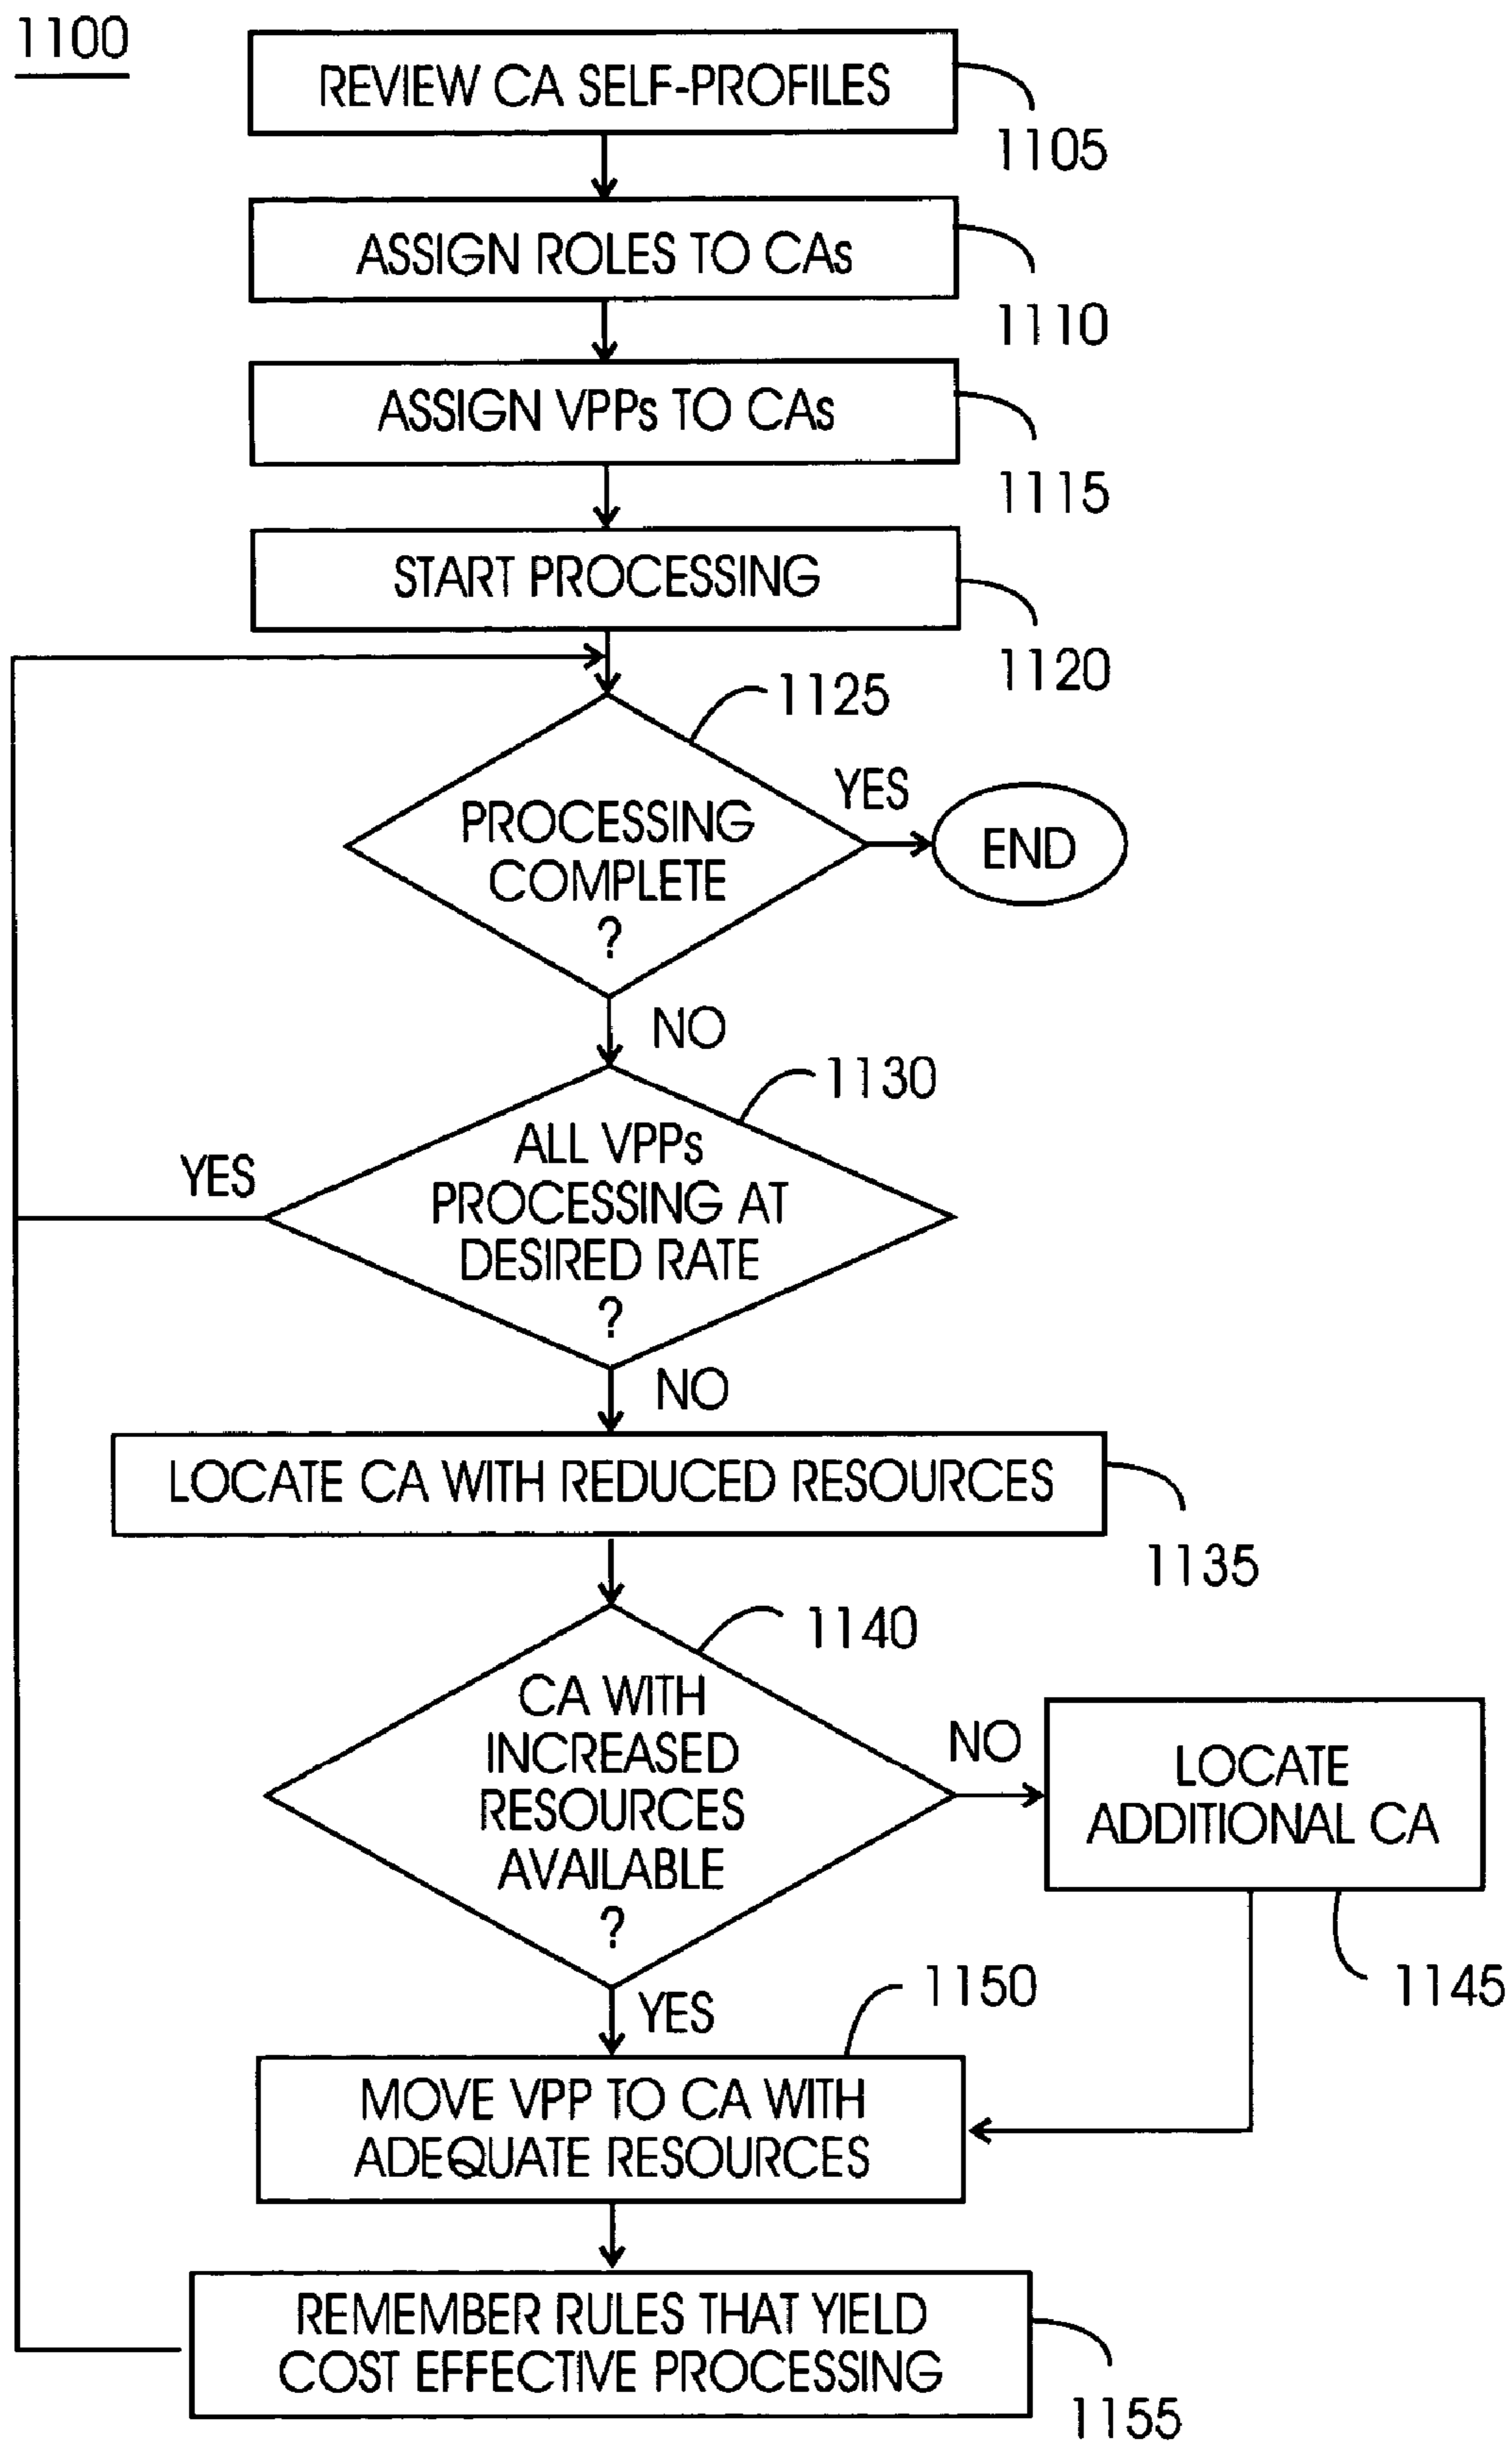 1100
REVIEW CA SELF-PROFILES
1105
ASSIGN ROLES TO CAs
1110
ASSIGN VPPs TO CAs
1115
START PROCESSING
1120
1125
PROCESSING
COMPLETE
?
YES
END
NO
1130
ALL VPPs
PROCESSING AT
DESIRED RATE
?
YES
NO
LOCATE CA WITH REDUCED RESOURCES
1135
1140
CA WITH
INCREASED
RESOURCES
AVAILABLE
?
NO
LOCATE
ADDITIONAL CA
1145
YES
1150
MOVE VPP TO CA WITH
ADEQUATE RESOURCES
REMEMBER RULES THAT YIELD
COST EFFECTIVE PROCESSING
1155